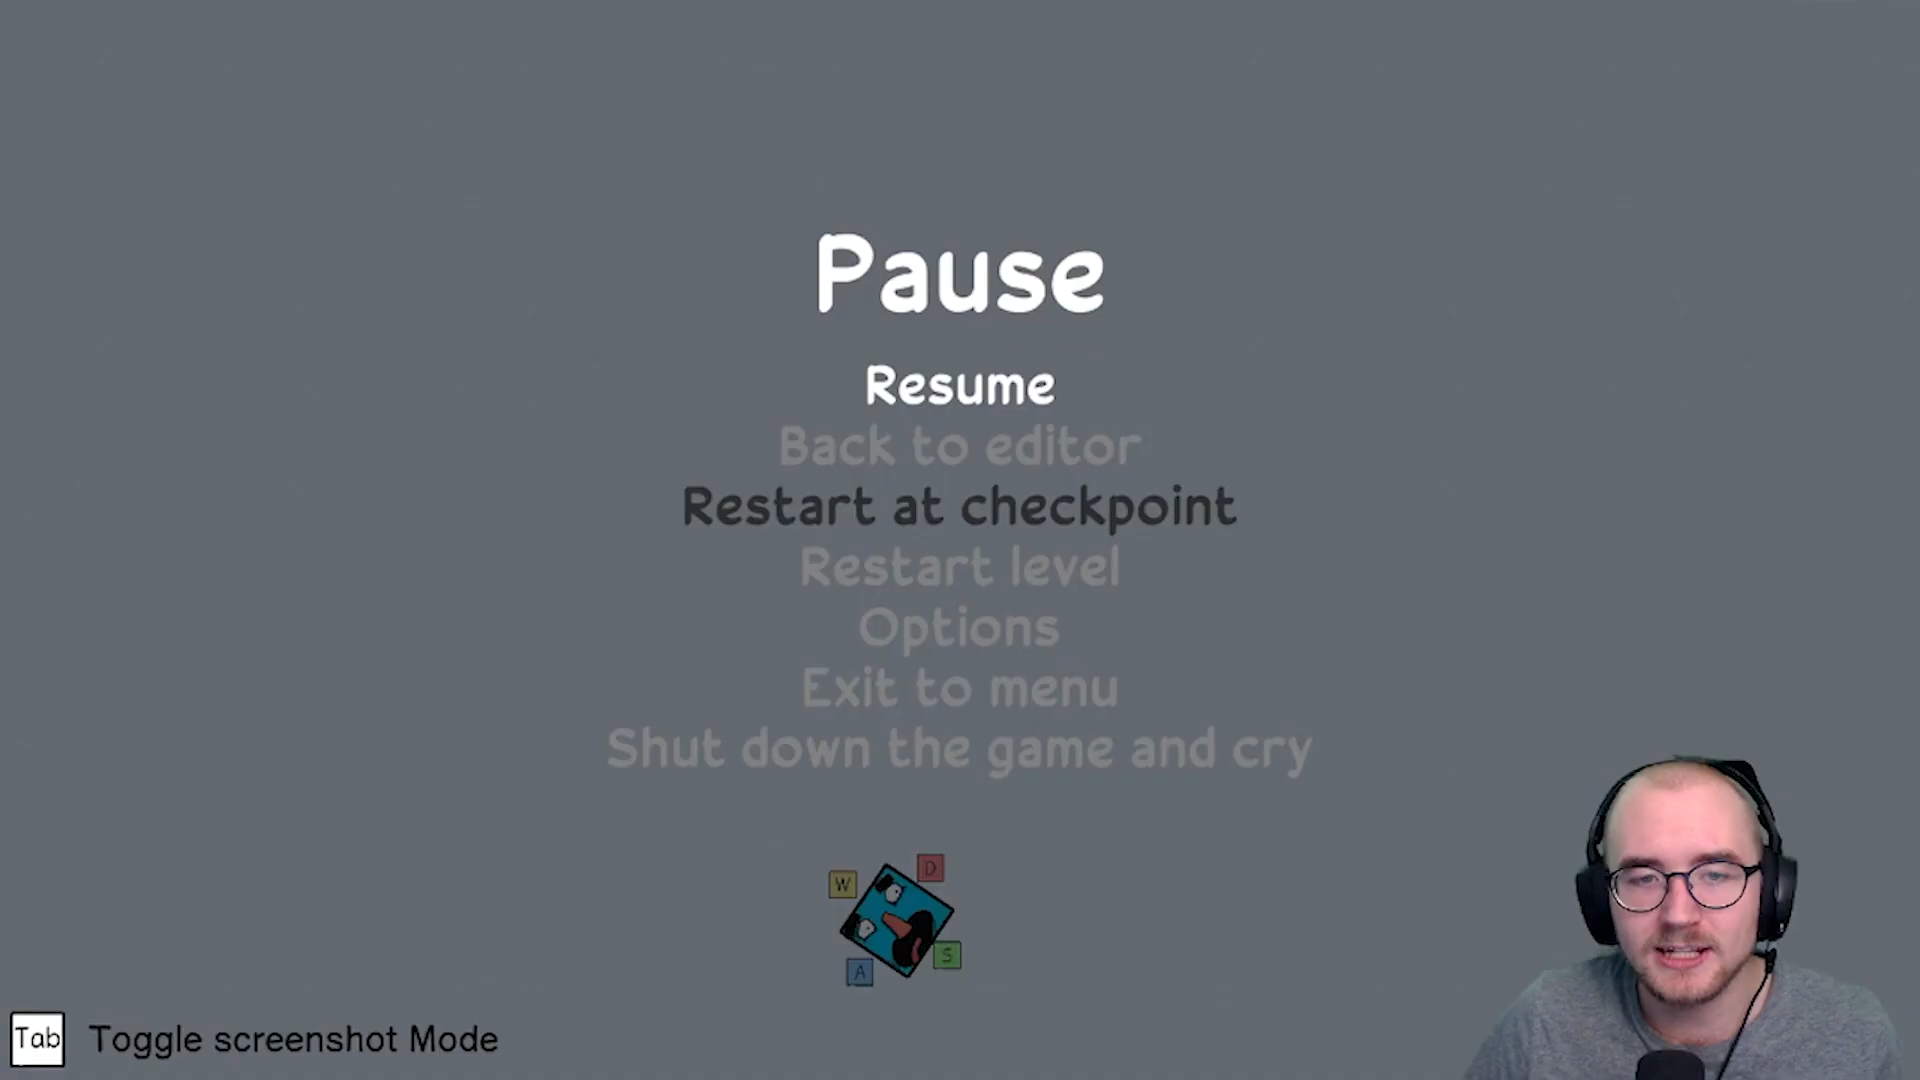 Pause
Resume
Back to editor
Restart at checkpoint
Restart level
Options
Exit to menu
Shut down the game and cry
W
D
A
S
Tab Toggle screenshot Mode